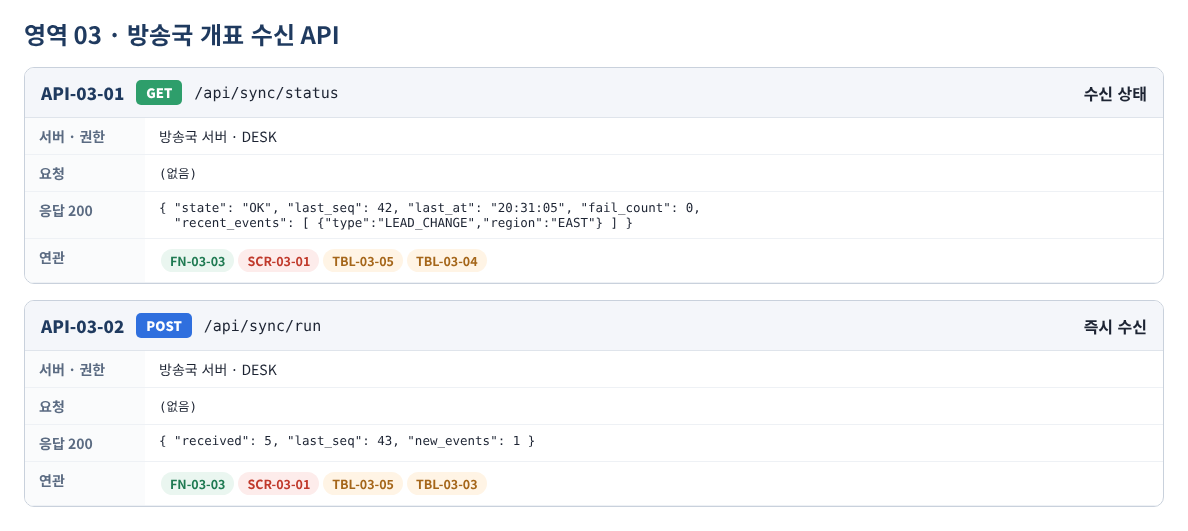 영역 03 · 방송국 개표 수신 API
API-03-01 GET /api/sync/status 수신 상태
서버 · 권한 방송국 서버 · DESK
요청 (없음)
응답 200 { "state": "OK", "last_seq": 42, "last_at": "20:31:05", "fail_count": 0,
"recent_events": [ {"type":"LEAD_CHANGE","region":"EAST"} ] }
연관 FN-03-03 SCR-03-01 TBL-03-05 TBL-03-04
API-03-02 POST /api/sync/run 즉시 수신
서버 · 권한 방송국 서버 · DESK
요청 (없음)
응답 200 { "received": 5, "last_seq": 43, "new_events": 1 }
연관 FN-03-03 SCR-03-01 TBL-03-05 TBL-03-03